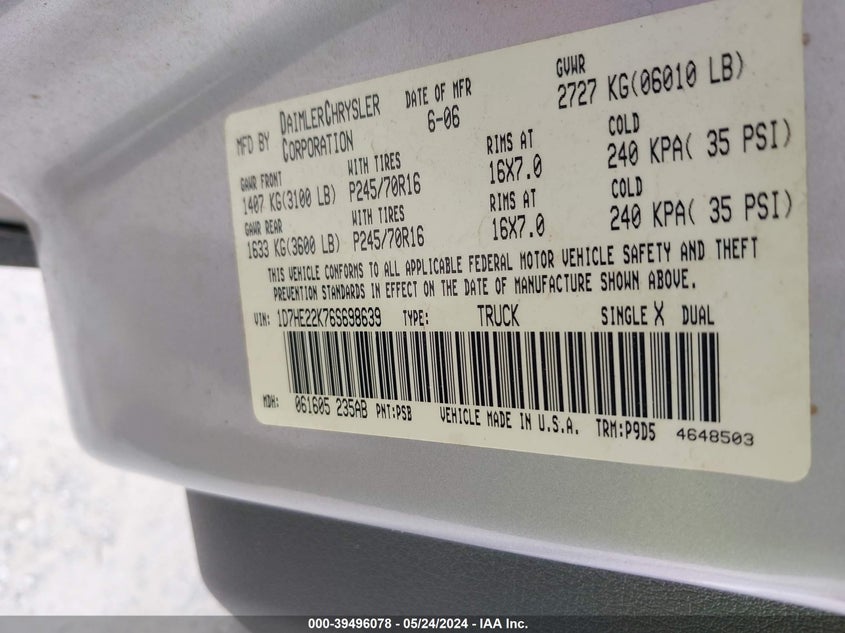 MFD BY DAIMLERCHRYSLER CORPORATION DATE OF MFR 6-06 GVWR 2727 KG(06010 LB)
GAWR FRONT WITH TIRES RIMS AT COLD
1407 KG(3100 LB) P245/70R16 16X7.0 240 KPA( 35 PSI)
GAWR REAR WITH TIRES RIMS AT COLD
1633 KG(3600 LB) P245/70R16 16X7.0 240 KPA( 35 PSI)
THIS VEHICLE CONFORMS TO ALL APPLICABLE FEDERAL MOTOR VEHICLE SAFETY AND THEFT
PREVENTION STANDARDS IN EFFECT ON THE DATE OF MANUFACTURE SHOWN ABOVE.
VIN: 1D7HE22K76S698639 TYPE: TRUCK SINGLE X DUAL
MDH: 061605 235AB PNT:PSB VEHICLE MADE IN U.S.A. TRM:P9D5 4648503
000-39496078 - 05/24/2024 - IAA Inc.